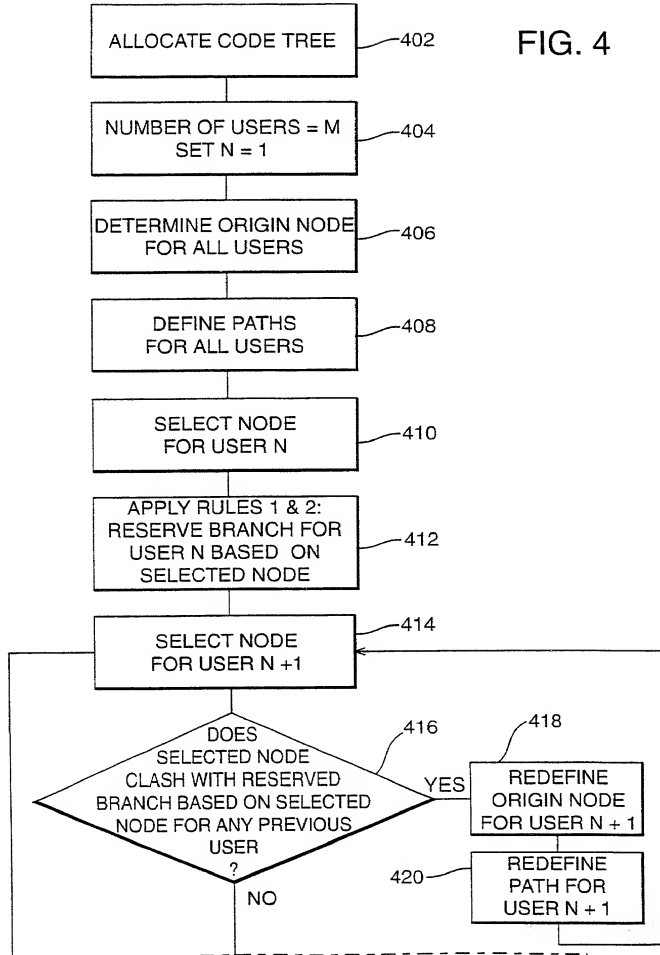 FIG. 4
ALLOCATE CODE TREE
402
NUMBER OF USERS = M
SET N = 1
404
DETERMINE ORIGIN NODE
FOR ALL USERS
406
DEFINE PATHS
FOR ALL USERS
408
SELECT NODE
FOR USER N
410
APPLY RULES 1 & 2:
RESERVE BRANCH FOR
USER N BASED ON
SELECTED NODE
412
SELECT NODE
FOR USER N +1
414
DOES
SELECTED NODE
CLASH WITH RESERVED
BRANCH BASED ON SELECTED
NODE FOR ANY PREVIOUS
USER
?
416
YES
NO
418
REDEFINE
ORIGIN NODE
FOR USER N + 1
420
REDEFINE
PATH FOR
USER N + 1